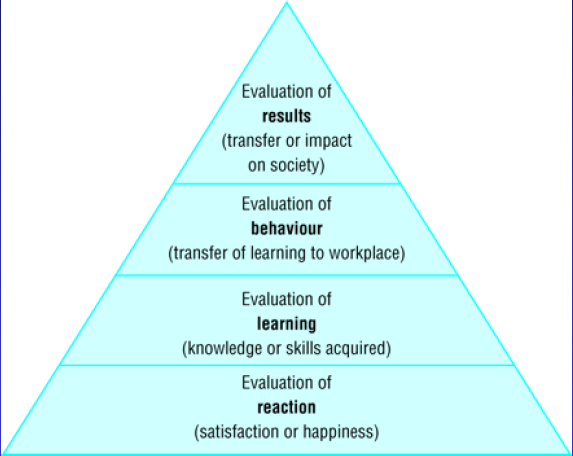 Evaluation of
results
(transfer or impact
on society)
Evaluation of
behaviour
(transfer of learning to workplace)
Evaluation of
learning
(knowledge or skills acquired)
Evaluation of
reaction
(satisfaction or happiness)